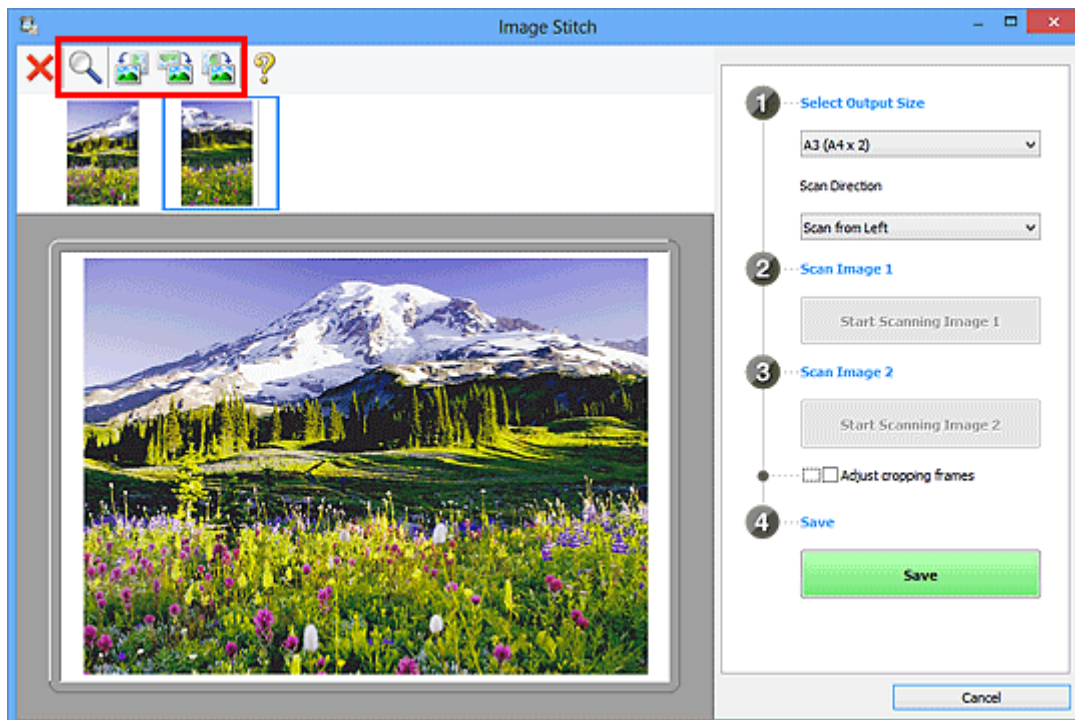 Image Stitch
1
Select Output Size
A3 (A4 x 2)
Scan Direction
Scan from Left
2
Scan Image 1
Start Scanning Image 1
3
Scan Image 2
Start Scanning Image 2
Adjust cropping frames
4
Save
Save
Cancel